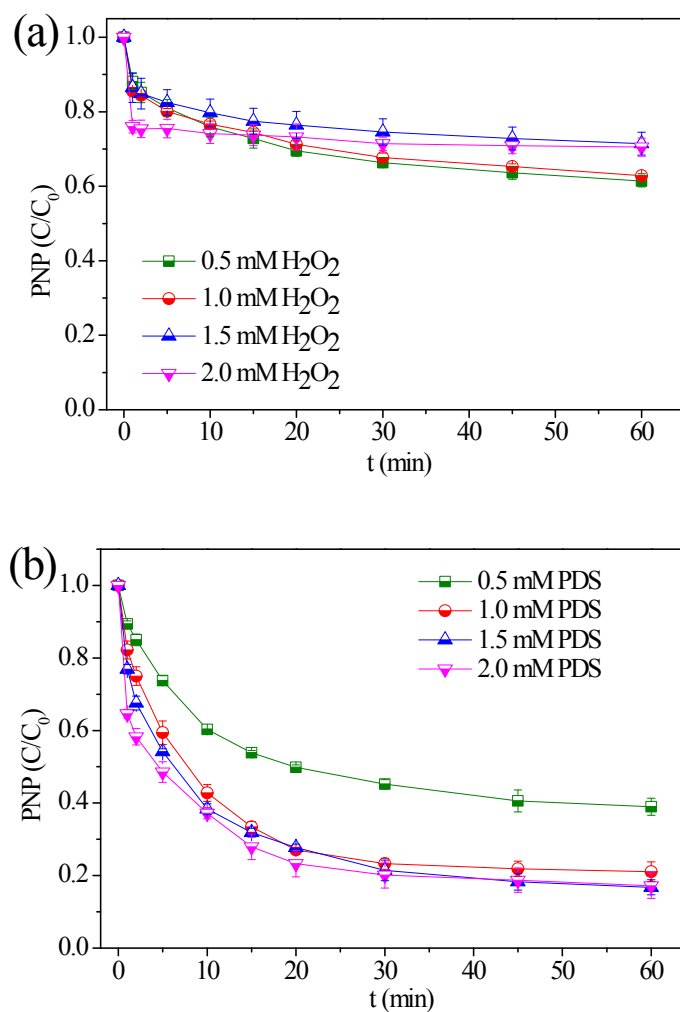 (a)
1.0
0.8
0.6
0.4
0.2
0.0
PNP (C/C₀)
0.5 mM H₂O₂
1.0 mM H₂O₂
1.5 mM H₂O₂
2.0 mM H₂O₂
0 10 20 30 40 50 60
t (min)
(b)
1.0
0.8
0.6
0.4
0.2
0.0
PNP (C/C₀)
0.5 mM PDS
1.0 mM PDS
1.5 mM PDS
2.0 mM PDS
0 10 20 30 40 50 60
t (min)